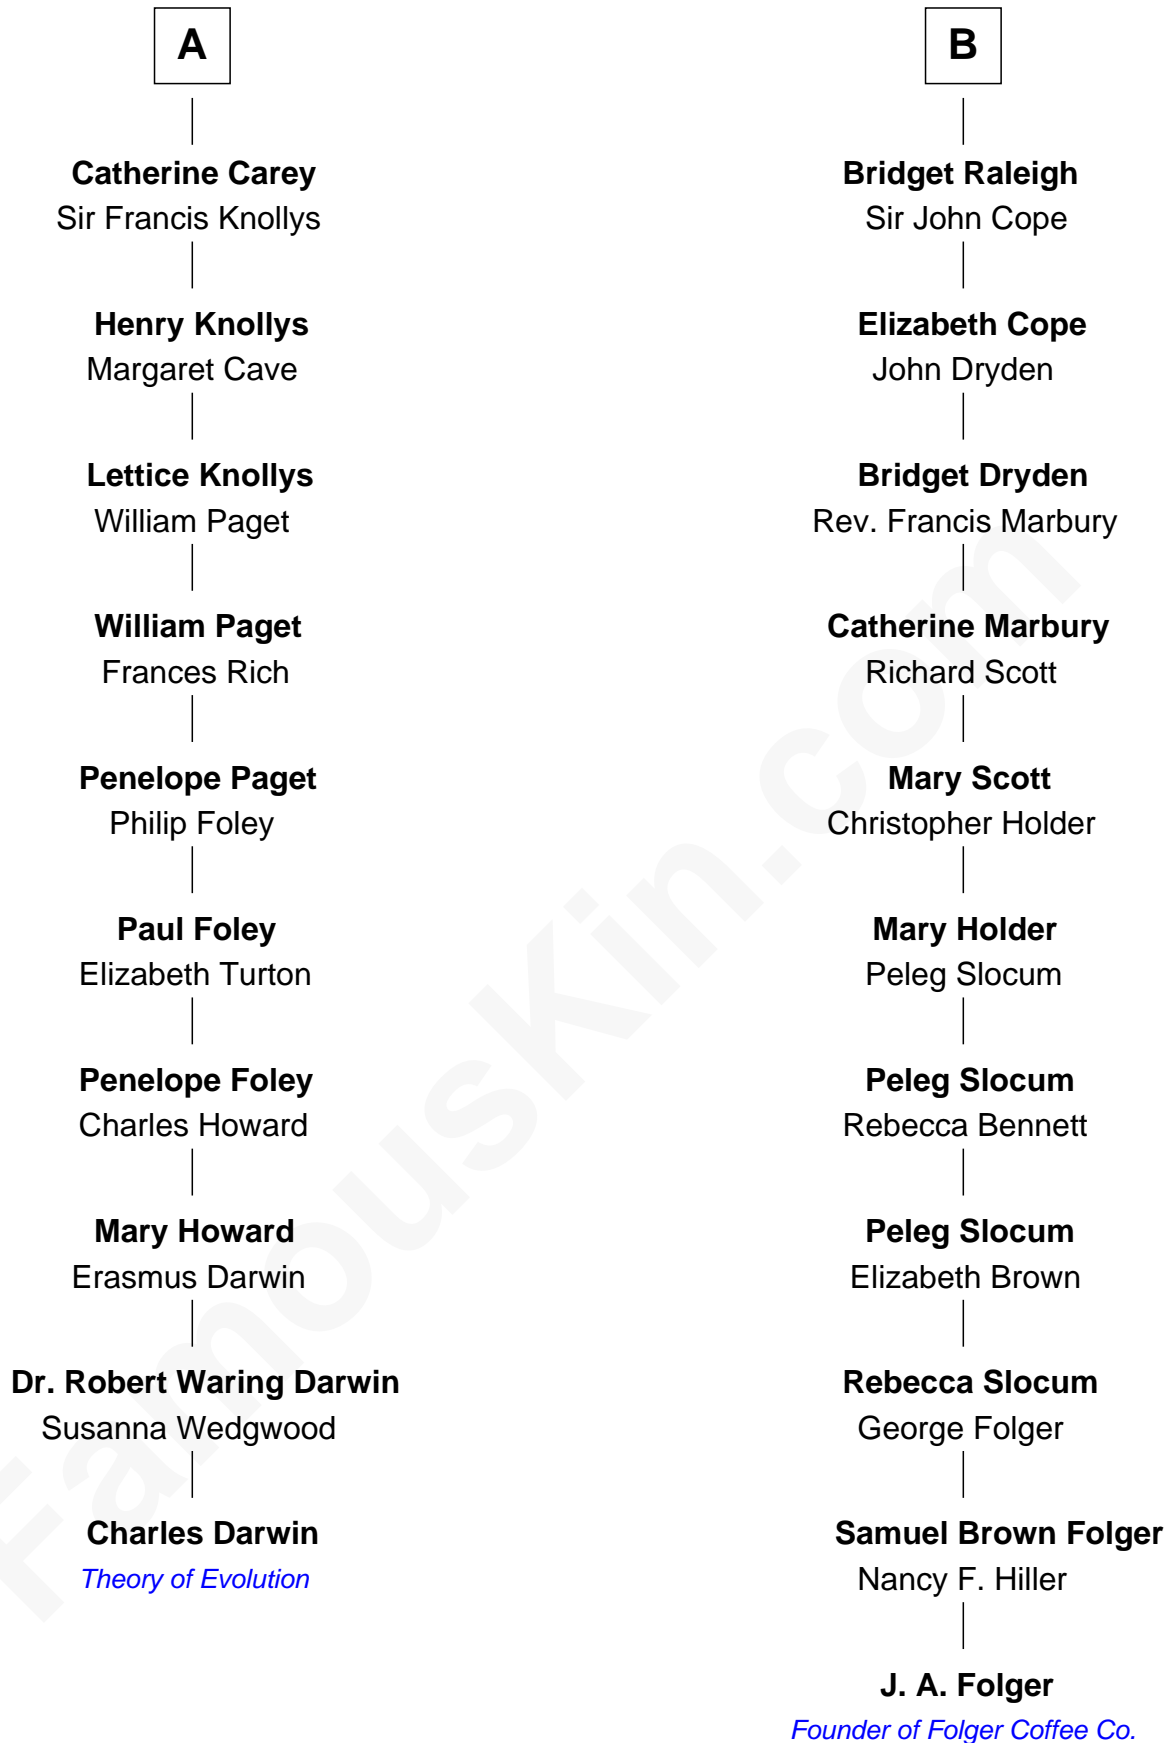 A
Catherine Carey
Sir Francis Knollys
Henry Knollys
Margaret Cave
Lettice Knollys
William Paget
William Paget
Frances Rich
Penelope Paget
Philip Foley
Paul Foley
Elizabeth Turton
Penelope Foley
Charles Howard
Mary Howard
Erasmus Darwin
Dr. Robert Waring Darwin
Susanna Wedgwood
Charles Darwin
Theory of Evolution
B
Bridget Raleigh
Sir John Cope
Elizabeth Cope
John Dryden
Bridget Dryden
Rev. Francis Marbury
Catherine Marbury
Richard Scott
Mary Scott
Christopher Holder
Mary Holder
Peleg Slocum
Peleg Slocum
Rebecca Bennett
Peleg Slocum
Elizabeth Brown
Rebecca Slocum
George Folger
Samuel Brown Folger
Nancy F. Hiller
J. A. Folger
Founder of Folger Coffee Co.
FamousKin.com